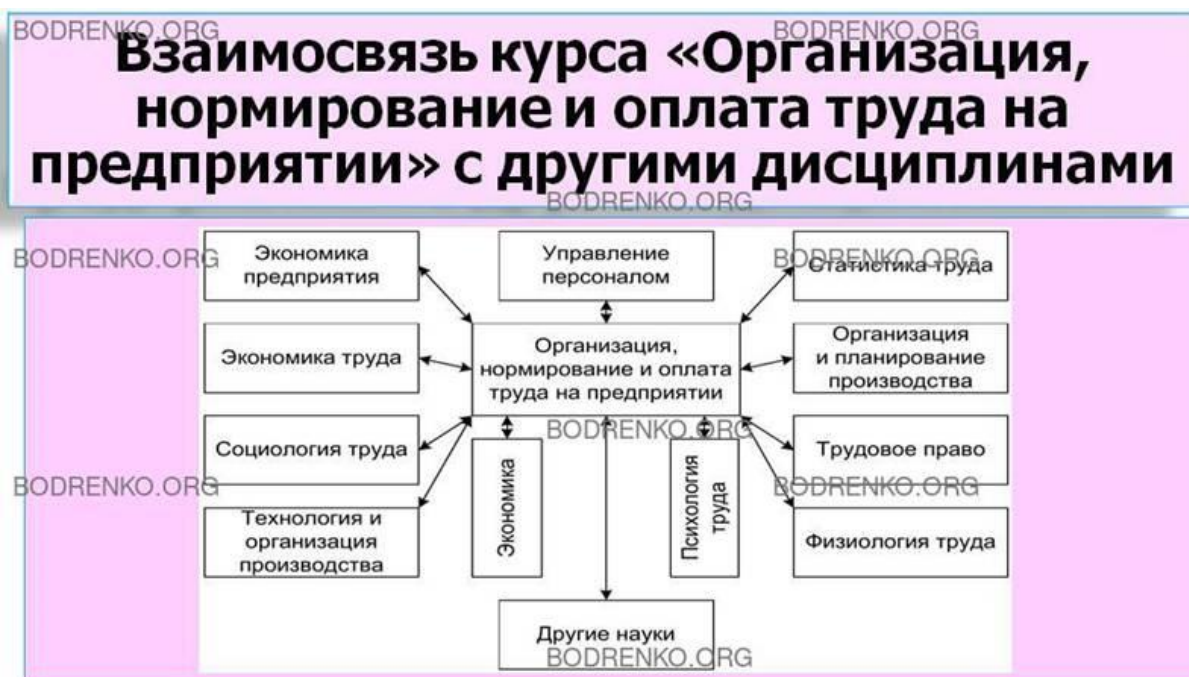 BODRENKO.ORG
BODRENKO.ORG
Взаимосвязь курса «Организация,
нормирование и оплата труда на
предприятии» с другими дисциплинами
BODRENKO.ORG
BODRENKO.ORG
Экономика
предприятия
Управление
персоналом
BODRENKO.ORG
Статистика труда
Экономика труда
Организация,
нормирование и оплата
труда на предприятии
Организация
и планирование
производства
BODRENKO.ORG
Социология труда
Трудовое право
BODRENKO.ORG
BODRENKO.ORG
Технология и
организация
производства
Экономика
Психология
труда
Физиология труда
Другие науки
BODRENKO.ORG